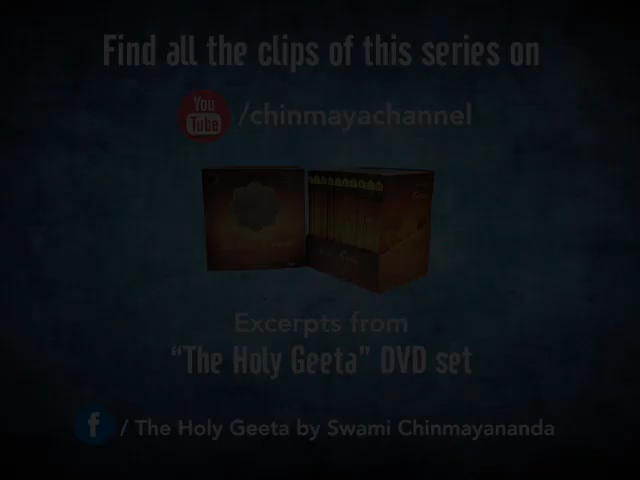 Find all the clips of this series on
You
Tube
/chinmayachannel
Excerpts from
“The Holy Geeta” DVD set
f / The Holy Geeta by Swami Chinmayananda